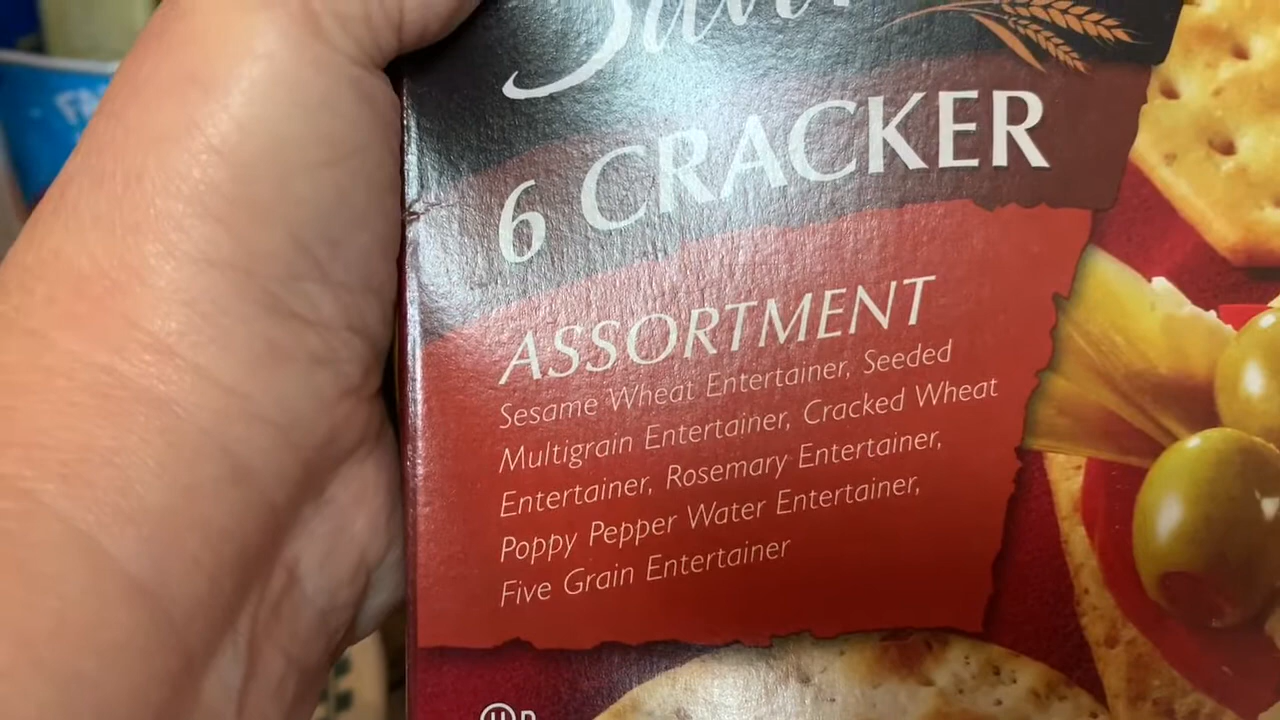 6 CRACKER
ASSORTMENT
Sesame Wheat Entertainer, Seeded
Multigrain Entertainer, Cracked Wheat
Entertainer, Rosemary Entertainer,
Poppy Pepper Water Entertainer,
Five Grain Entertainer